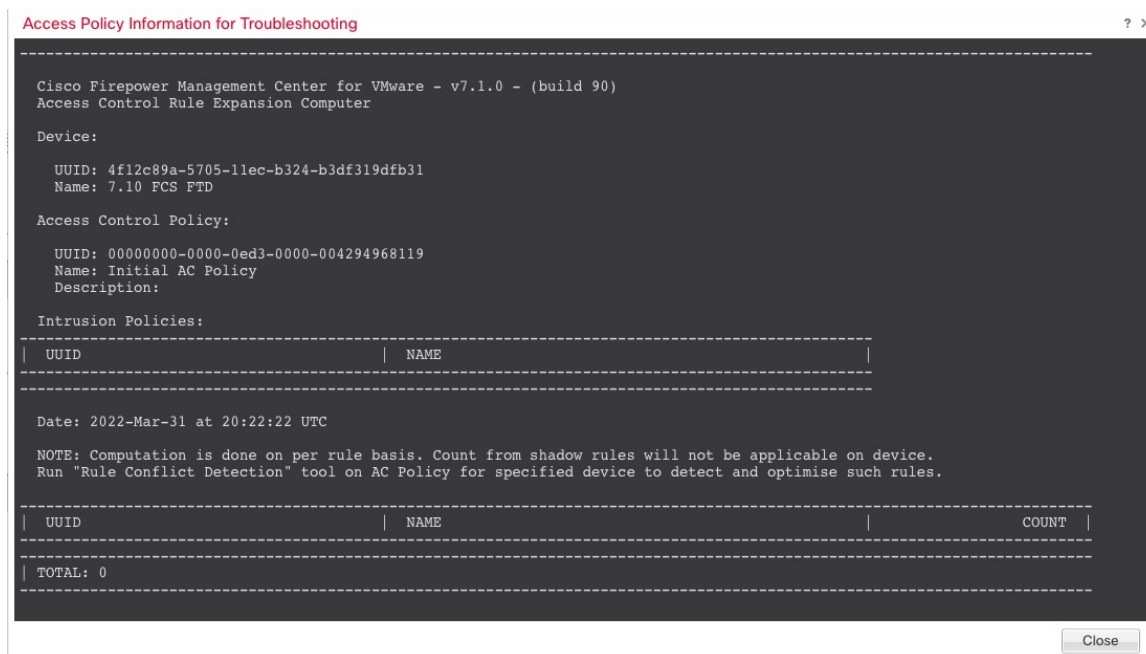 Access Policy Information for Troubleshooting
? 
Cisco Firepower Management Center for VMware - v7.1.0 - (build 90)
Access Control Rule Expansion Computer
Device:
UUID: 4f12c89a-5705-11ec-b324-b3df319dfb31
Name: 7.10 FCS FTD
Access Control Policy:
UUID: 00000000-0000-0ed3-0000-004294968119
Name: Initial AC Policy
Description:
Intrusion Policies:
| UUID | NAME |
Date: 2022-Mar-31 at 20:22:22 UTC
NOTE: Computation is done on per rule basis. Count from shadow rules will not be applicable on device.
Run "Rule Conflict Detection" tool on AC Policy for specified device to detect and optimise such rules.
| UUID | NAME | COUNT |
| TOTAL: 0
Close